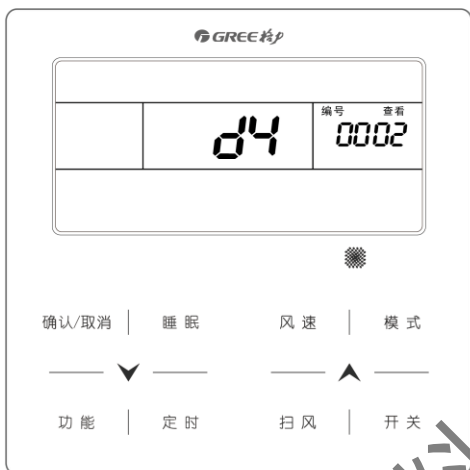 GREE格力
编号 查看
d4 0002
确认/取消 睡眠 风速 模式
功能 定时 扫风 开关